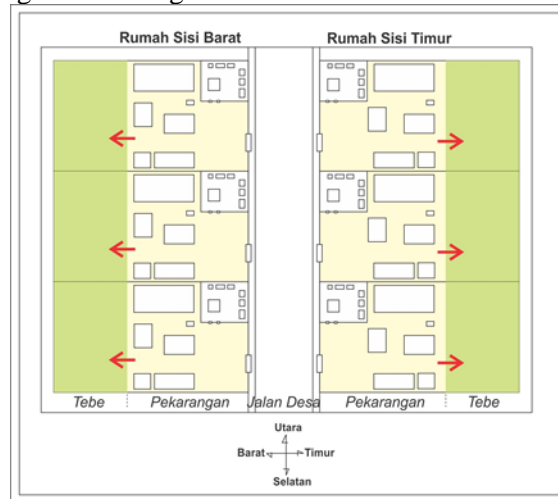 Rumah Sisi Barat Rumah Sisi Timur
Tebe Pekarangan Jalan Desa Pekarangan Tebe
Utara
Barat Timur
Selatan